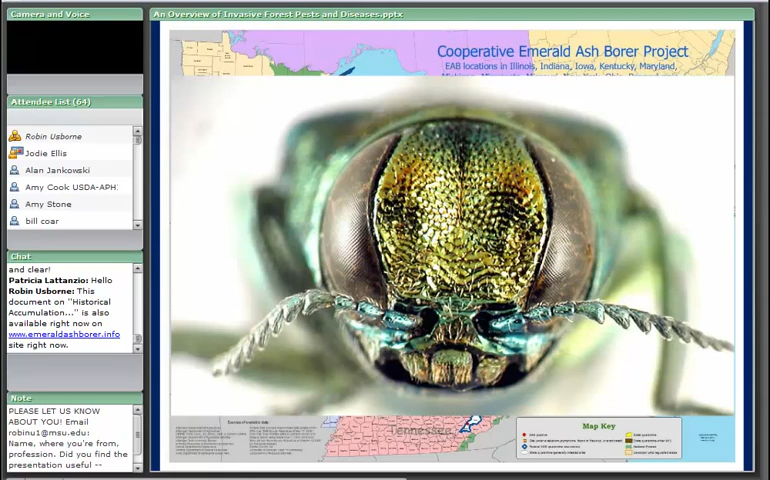 Camera and Voice
An Overview of Invasive Forest Pests and Diseases.pptx
Attendee List (64)
Robin Usborne
Jodie Ellis
Alan Jankowski
Amy Cook USDA-APH
Amy Stone
bill coar
Chat
and clear!
Patricia Lattanzio: Hello
Robin Usborne: This
document on "Historical
Accumulation..." is also
available right now on
www.emeraldashborer.info
site right now.
Note
PLEASE LET US KNOW
ABOUT YOU! Email
robinu1@msu.edu:
Name, where you're from,
profession. Did you find the
presentation useful --
Cooperative Emerald Ash Borer Project
EAB locations in Illinois, Indiana, Iowa, Kentucky, Maryland,
Tennessee
Map Key